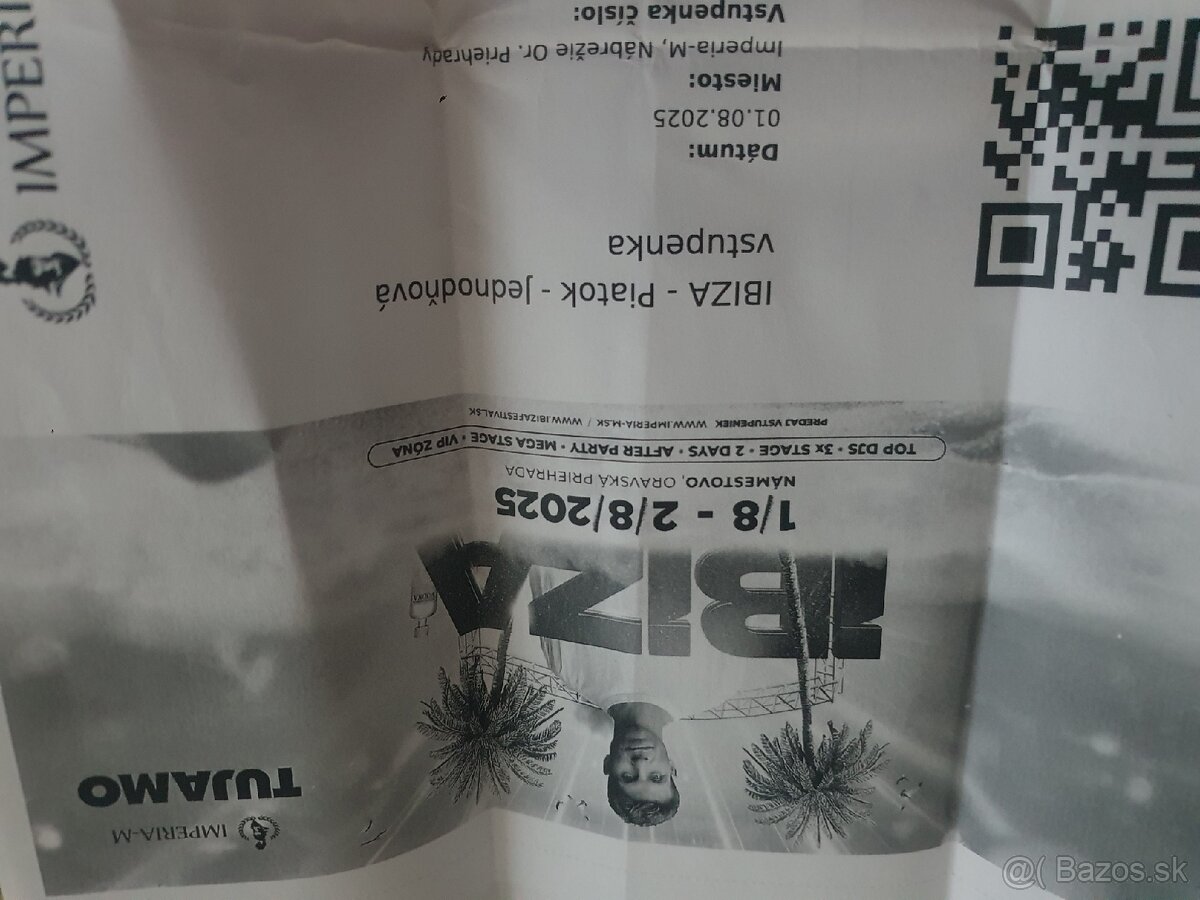 IMPERIA-M
TUJAMO
IBIZA
1/8 - 2/8/2025
NÁMESTOVO, ORAVSKÁ PRIEHRADA
TOP DJS • 3x STAGE • 2 DAYS • AFTER PARTY • MEGA STAGE • VIP ZÓNA
PREDAJ VSTUPENIEK WWW.IMPERIA-M.SK / WWW.IBIZAFESTIVAL.SK
IBIZA - Piatok - Jednodňová
vstupenka
Dátum:
01.08.2025
Miesto:
Imperia-M, Nábrežie Or. Priehrady
Vstupenka číslo:
IMPERI
VODKA
@( Bazos.sk